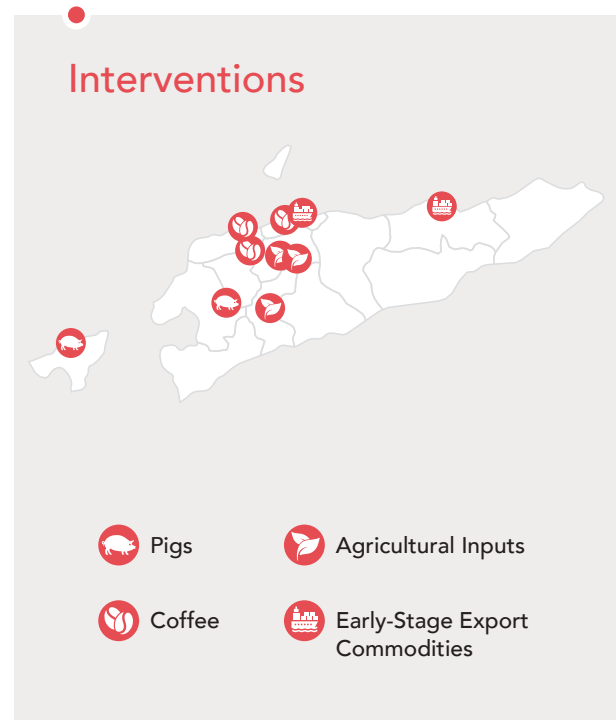 Interventions
Pigs
Agricultural Inputs
Coffee
Early-Stage Export
Commodities